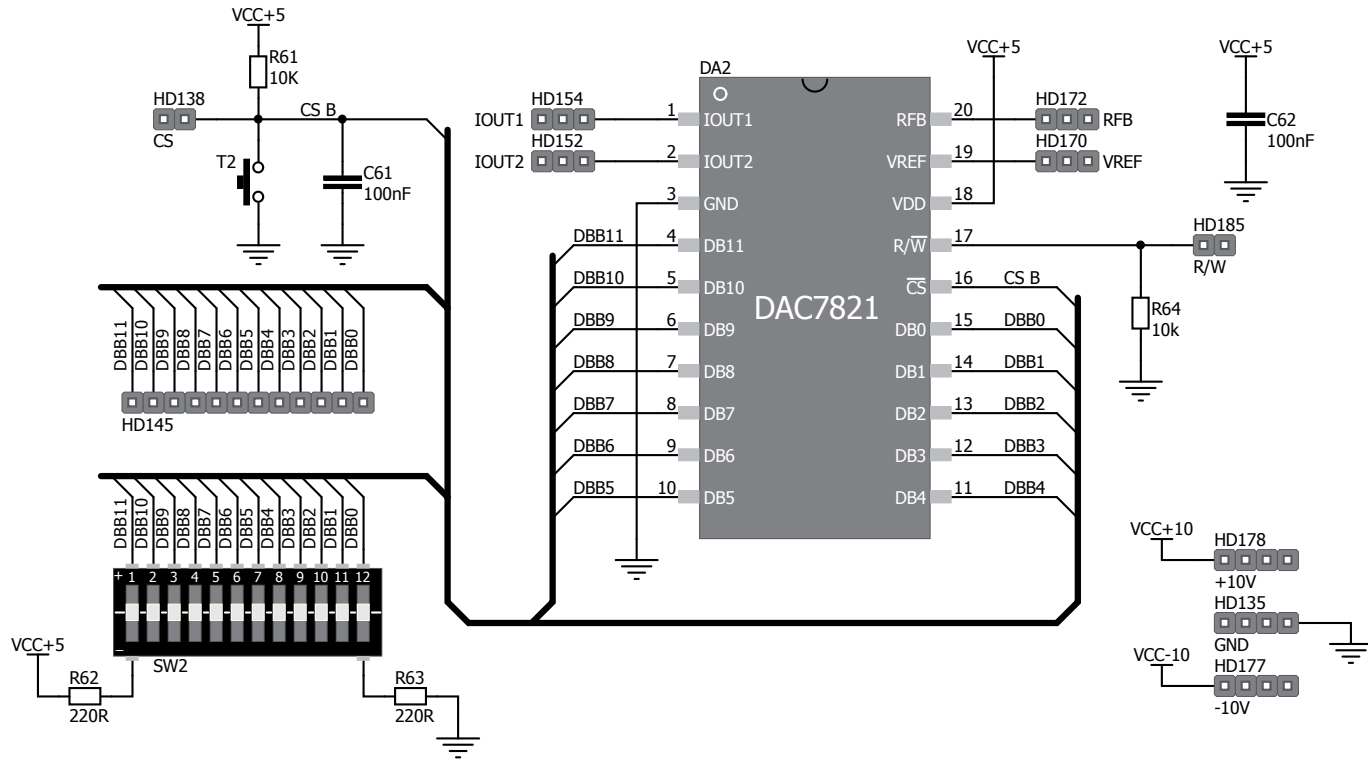 VCC+5
R61
10K
HD138
CS
CS B
T2
C61
100nF
DBB11
DBB10
DBB9
DBB8
DBB7
DBB6
DBB5
DBB4
DBB3
DBB2
DBB1
DBB0
HD145
DBB11
DBB10
DBB9
DBB8
DBB7
DBB6
DBB5
DBB4
DBB3
DBB2
DBB1
DBB0
+ 1 2 3 4 5 6 7 8 9 10 11 12
_
SW2
VCC+5
R62
220R
R63
220R
DA2
DAC7821
HD154
IOUT1
1 IOUT1
HD152
IOUT2
2 IOUT2
3 GND
DBB11 4 DB11
DBB10 5 DB10
DBB9 6 DB9
DBB8 7 DB8
DBB7 8 DB7
DBB6 9 DB6
DBB5 10 DB5
VCC+5
RFB 20
HD172
RFB
VREF 19
HD170
VREF
VDD 18
R/W 17
HD185
R/W
CS 16 CS B
DB0 15 DBB0
DB1 14 DBB1
DB2 13 DBB2
DB3 12 DBB3
DB4 11 DBB4
R64
10k
VCC+5
C62
100nF
VCC+10
HD178
+10V
HD135
GND
VCC-10
HD177
-10V